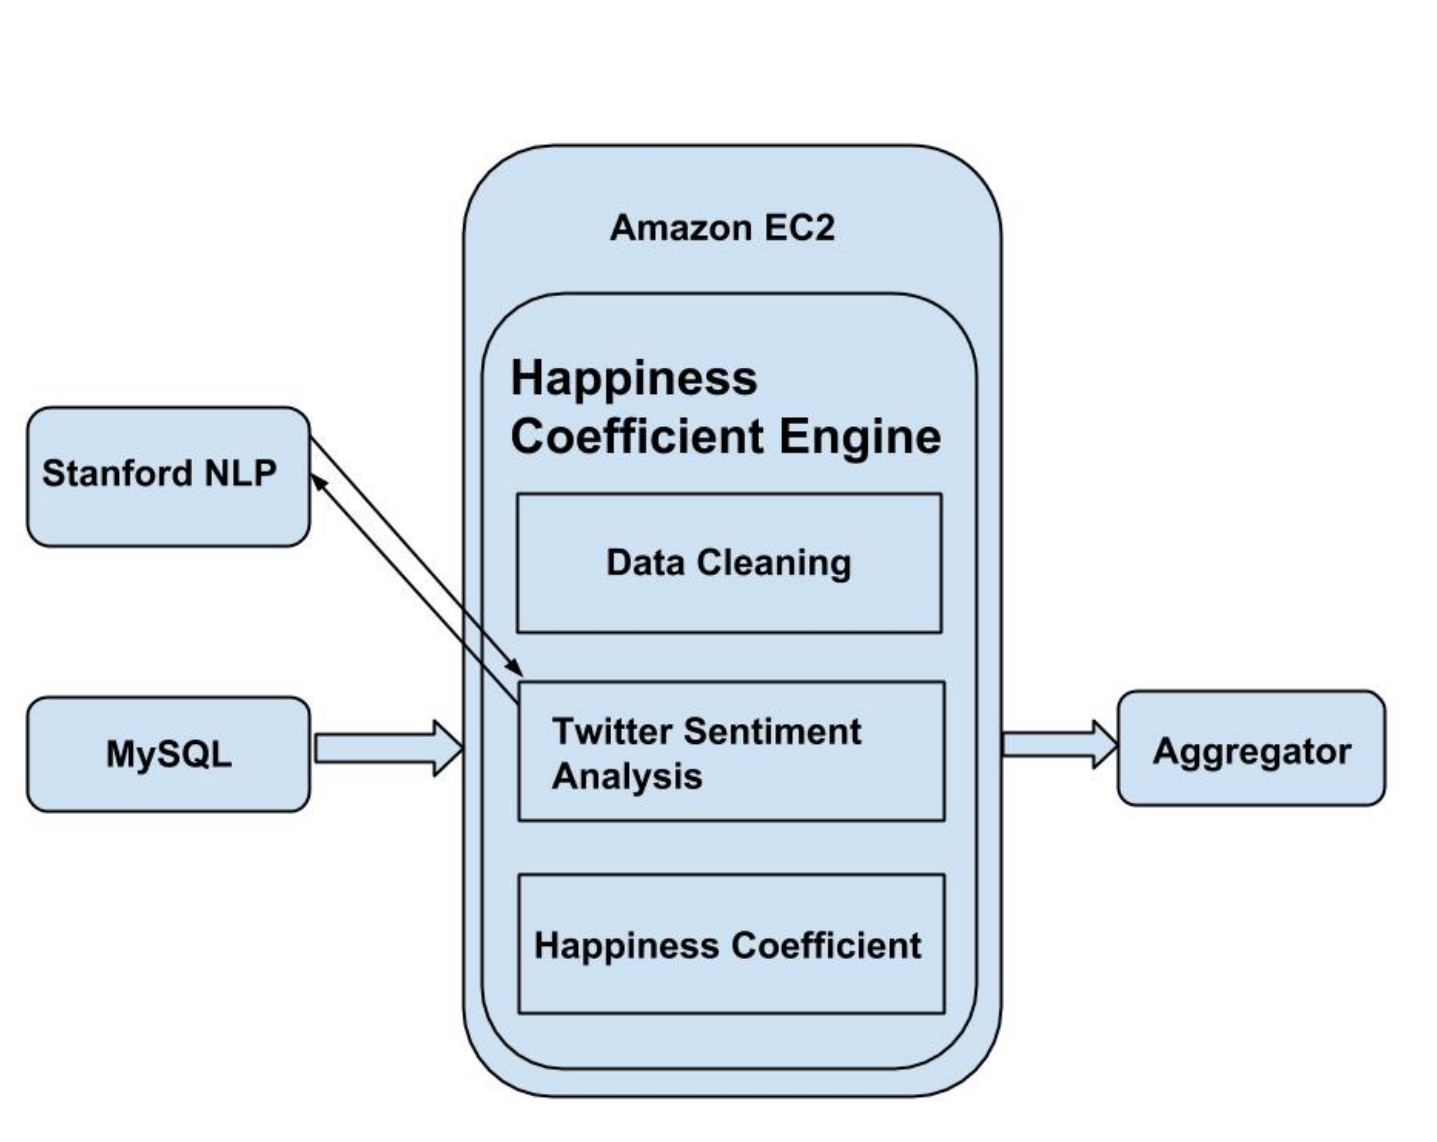 Amazon EC2
Happiness
Coefficient Engine
Stanford NLP
Data Cleaning
MySQL
Twitter Sentiment
Analysis
Aggregator
Happiness Coefficient